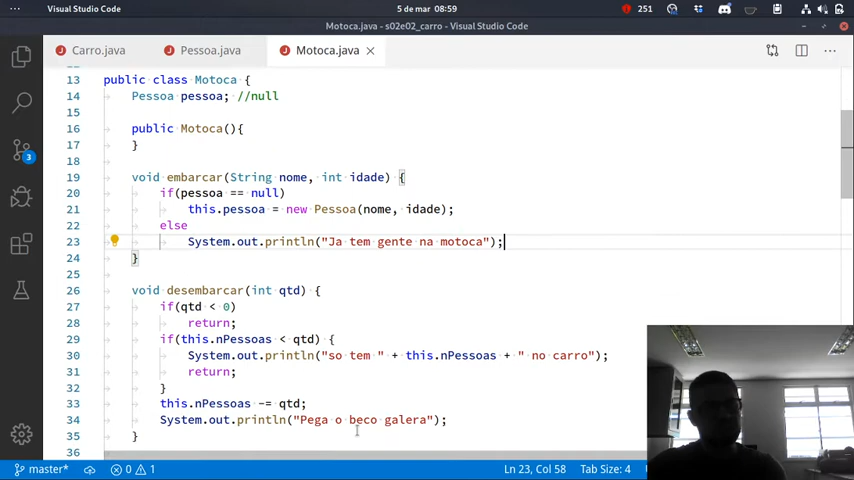 5 de mar 08:59
251
Visual Studio Code
Motoca.java - s02e02_carro - Visual Studio Code
Carro.java
Pessoa.java
Motoca.java
13 public class Motoca {
14 Pessoa pessoa; //null
15
16 public Motoca(){
17 }
18
19 void embarcar(String nome, int idade) {
20 if(pessoa == null)
21 this.pessoa = new Pessoa(nome, idade);
22 else
23 System.out.println("Ja tem gente na motoca");
24 }
25
26 void desembarcar(int qtd) {
27 if(qtd < 0)
28 return;
29 if(this.nPessoas < qtd) {
30 System.out.println("so tem " + this.nPessoas + " no carro");
31 return;
32 }
33 this.nPessoas -= qtd;
34 System.out.println("Pega o beco galera");
35 }
36
3
master*
0
1
Ln 23, Col 58
Tab Size: 4